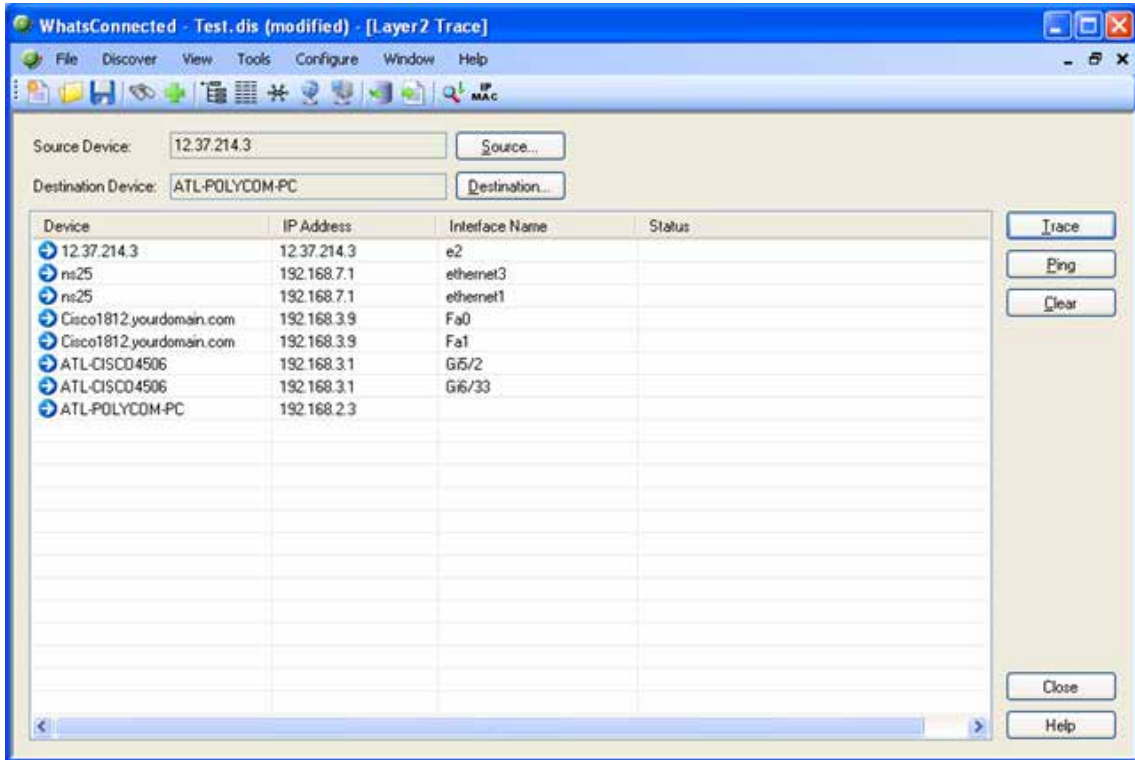 WhatsConnected - Test.dis (modified) - [Layer2 Trace]
File Discover View Tools Configure Window Help
IP MAC
Source Device: 12.37.214.3 Source...
Destination Device: ATL-POLYCOM-PC Destination...
Device IP Address Interface Name Status
12.37.214.3 12.37.214.3 e2
ns25 192.168.7.1 ethernet3
ns25 192.168.7.1 ethernet1
Cisco1812.yourdomain.com 192.168.3.9 Fa0
Cisco1812.yourdomain.com 192.168.3.9 Fa1
ATL-CISCO4506 192.168.3.1 Gi5/2
ATL-CISCO4506 192.168.3.1 Gi6/33
ATL-POLYCOM-PC 192.168.2.3
Trace
Ping
Clear
Close
Help